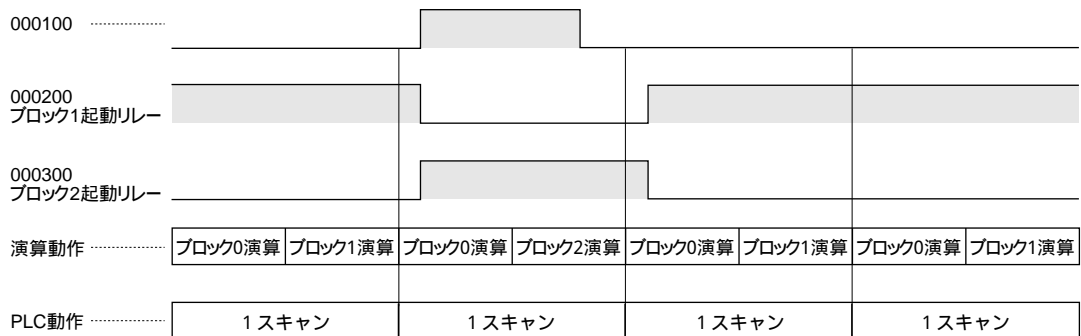 000100
000200
ブロック1起動リレー
000300
ブロック2起動リレー
演算動作 ブロック0演算 ブロック1演算 ブロック0演算 ブロック2演算 ブロック0演算 ブロック1演算 ブロック0演算 ブロック1演算
PLC動作 1 スキャン 1 スキャン 1 スキャン 1 スキャン